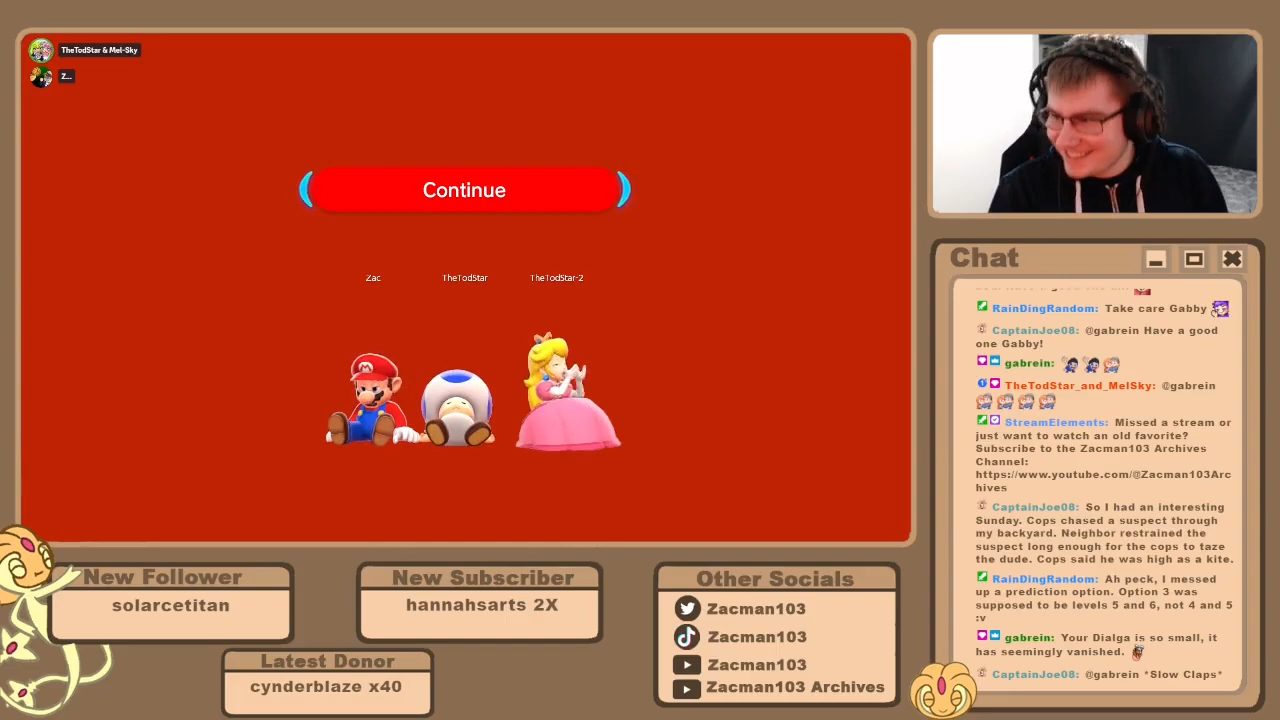 TheTodStar & Mel-Sky
Z...
Continue
Zac
TheTodStar
TheTodStar-2
Chat
RainDingRandom: Take care Gabby
CaptainJoe08: @gabrein Have a good
one Gabby!
gabrein:
TheTodStar_and_MelSky: @gabrein
StreamElements: Missed a stream or
just want to watch an old favorite?
Subscribe to the Zacman103 Archives
Channel:
https://www.youtube.com/@Zacman103Arc
hives
CaptainJoe08: So I had an interesting
Sunday. Cops chased a suspect through
my backyard. Neighbor restrained the
suspect long enough for the cops to taze
the dude. Cops said he was high as a kite.
RainDingRandom: Ah peck, I messed
up a prediction option. Option 3 was
supposed to be levels 5 and 6, not 4 and 5
:v
gabrein: Your Dialga is so small, it
has seemingly vanished.
CaptainJoe08: @gabrein *Slow Claps*
New Follower
solarcetitan
New Subscriber
hannahsarts 2X
Latest Donor
cynderblaze x40
Other Socials
Zacman103
Zacman103
Zacman103
Zacman103 Archives